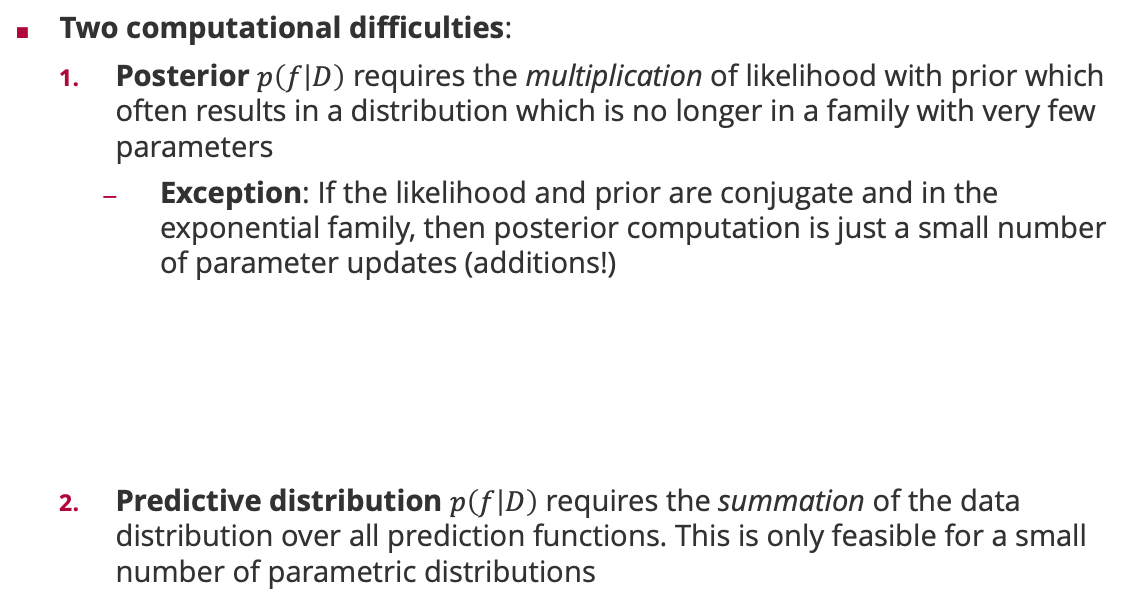 ▪ Two computational difficulties:
1. Posterior p(f|D) requires the multiplication of likelihood with prior which
often results in a distribution which is no longer in a family with very few
parameters
– Exception: If the likelihood and prior are conjugate and in the
exponential family, then posterior computation is just a small number
of parameter updates (additions!)
2. Predictive distribution p(f|D) requires the summation of the data
distribution over all prediction functions. This is only feasible for a small
number of parametric distributions